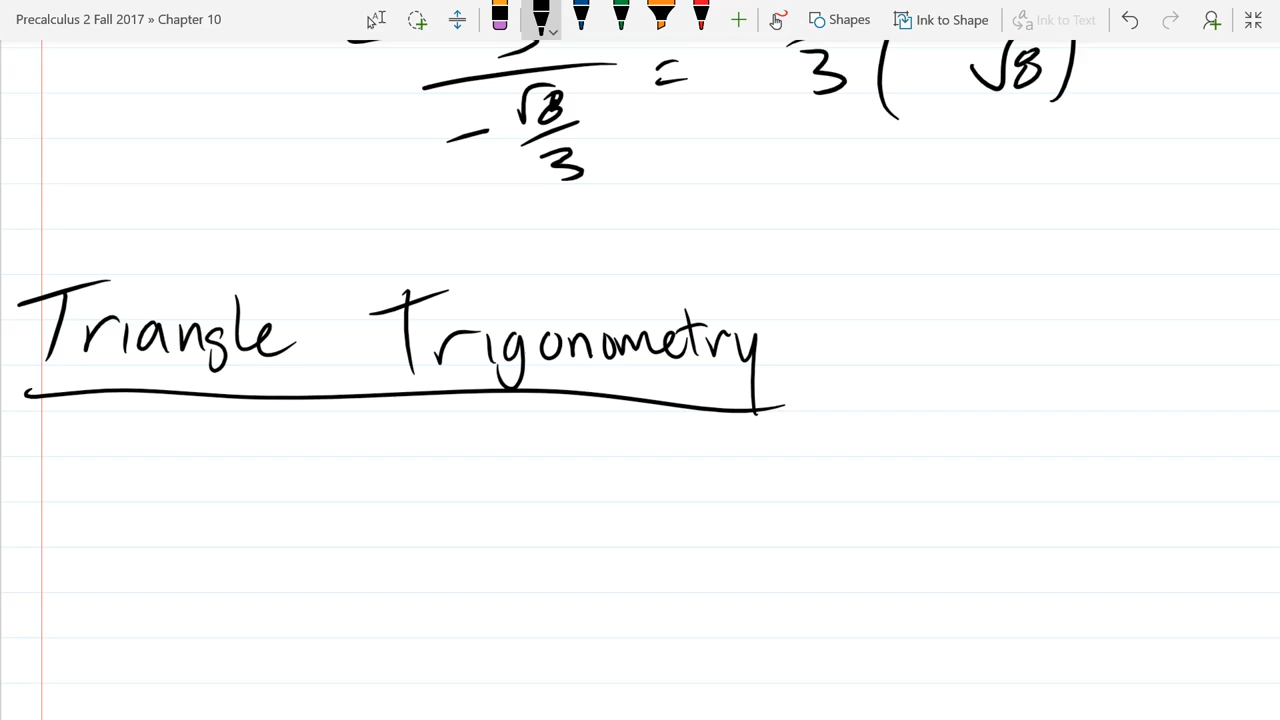 Precalculus 2 Fall 2017 » Chapter 10
Shapes
Ink to Shape
Ink to Text
- √8/3 = 3 ( √8 )
Triangle Trigonometry